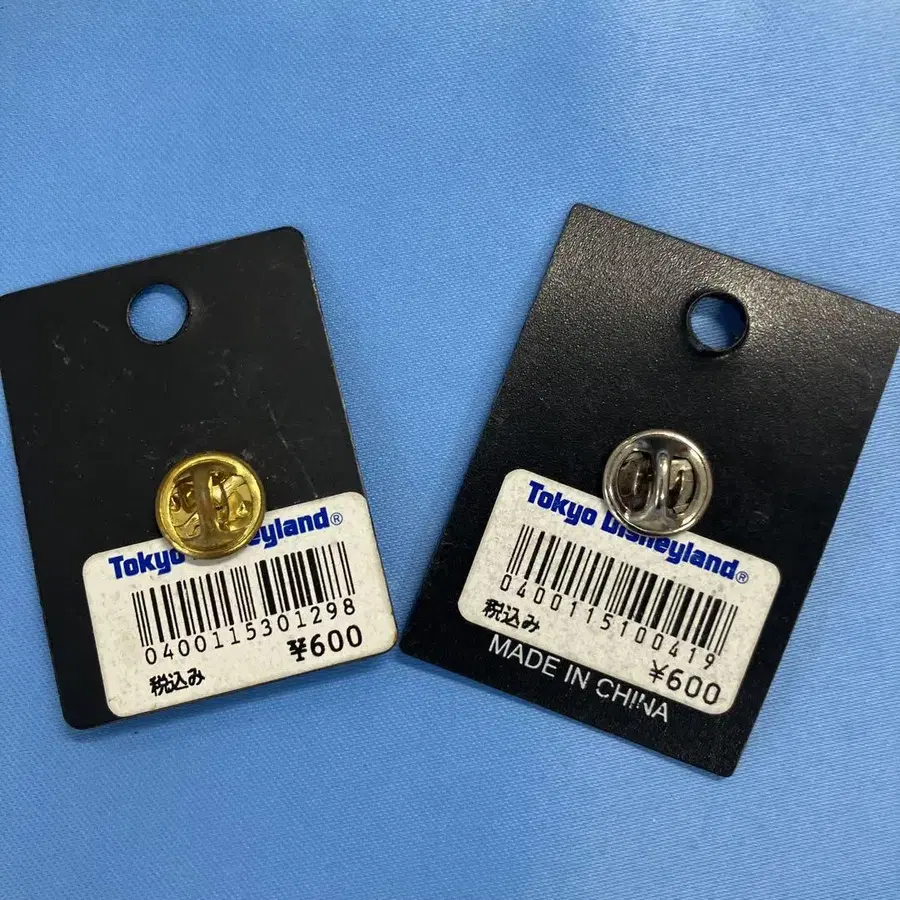 Tokyo Disneyland®
0400115301298
¥600
税込み
Tokyo Disneyland®
0400115100419
税込み
¥600
MADE IN CHINA